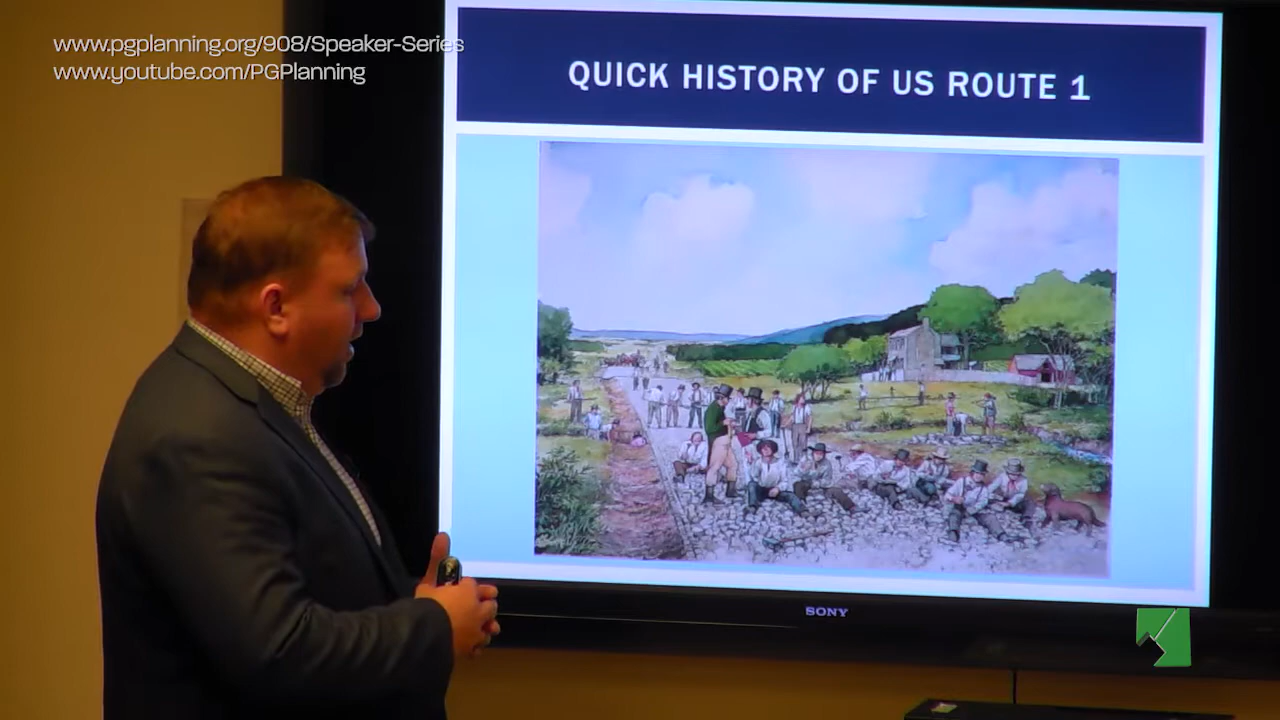 www.pgplanning.org/908/Speaker-Series
www.youtube.com/PGPlanning
QUICK HISTORY OF US ROUTE 1
SONY